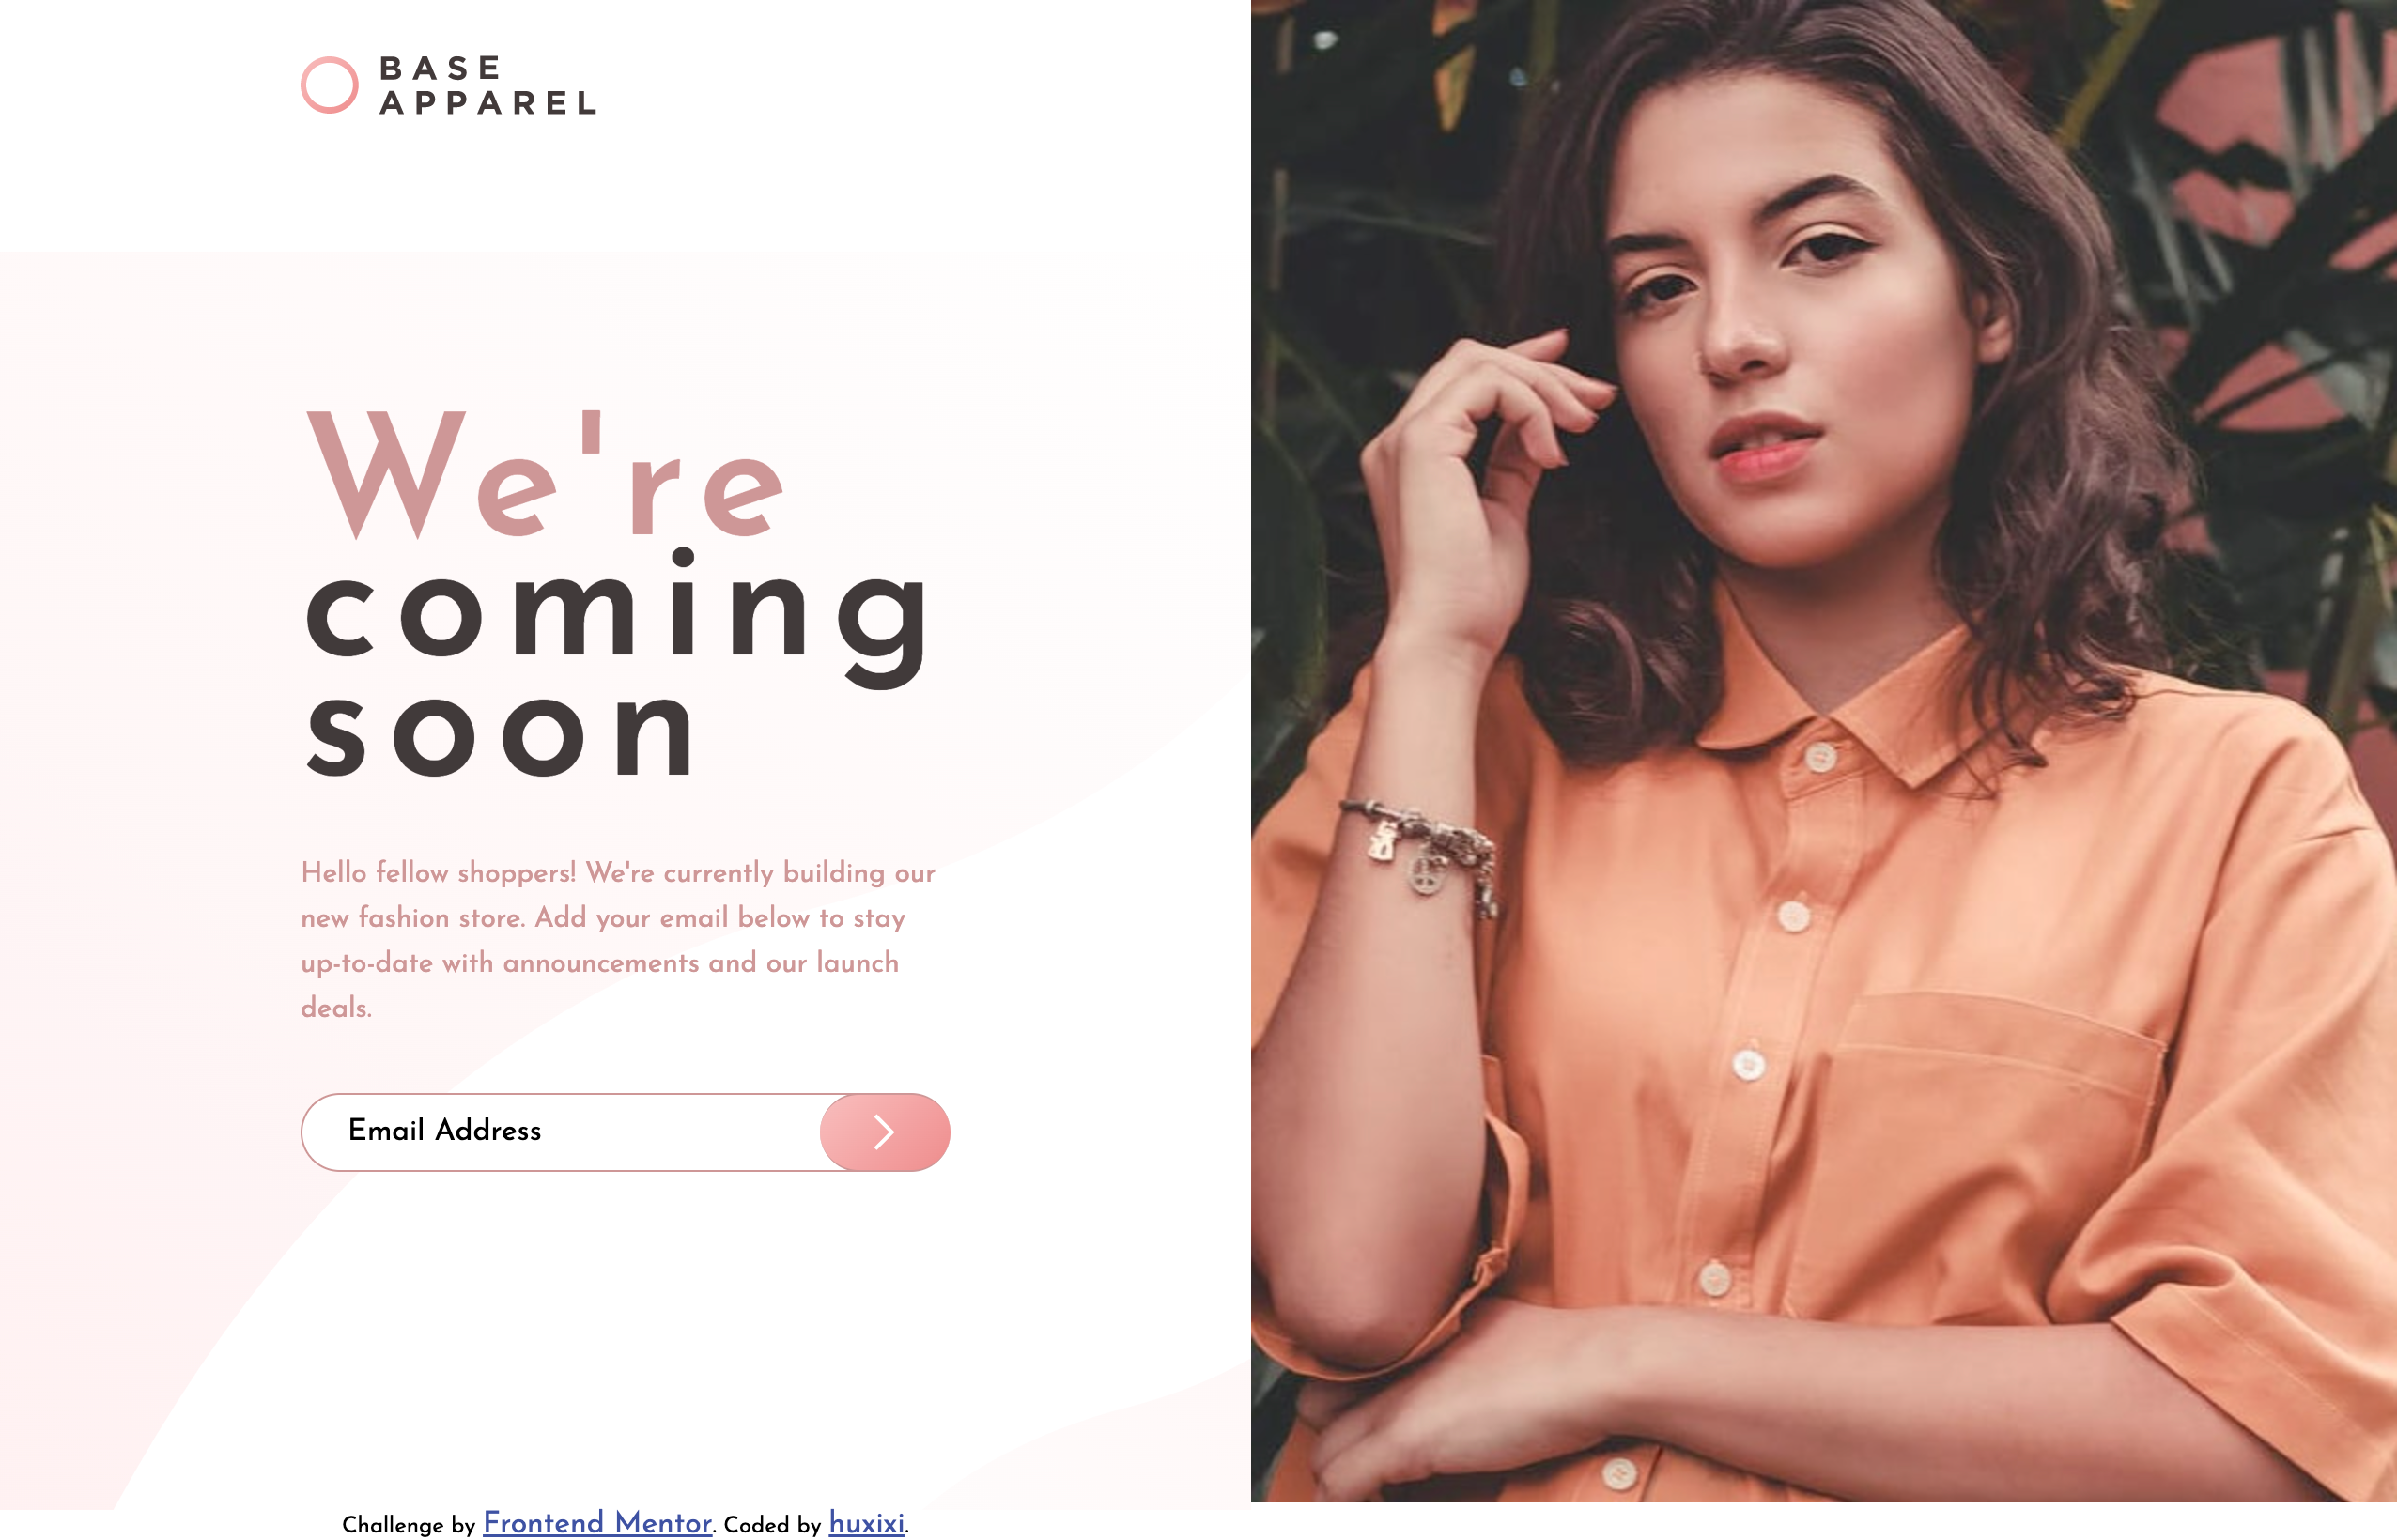 BASE
APPAREL
We're
coming
soon
Hello fellow shoppers! We're currently building our
new fashion store. Add your email below to stay
up-to-date with announcements and our launch
deals.
Email Address
Challenge by Frontend Mentor. Coded by huxixi.